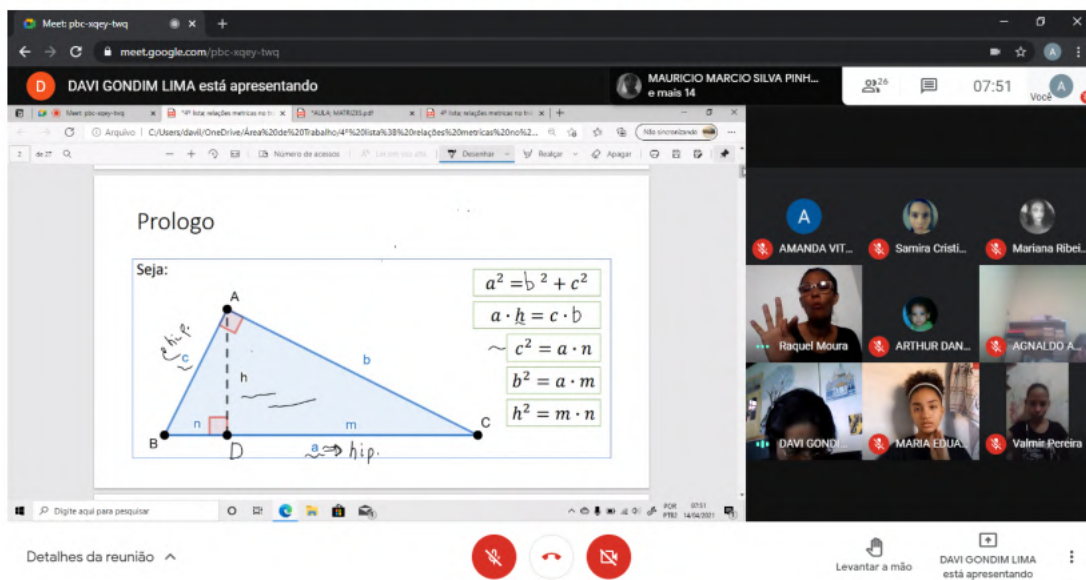 Meet: pbc-xqey-twq
meet.google.com/pbc-xqey-twq
D DAVI GONDIM LIMA está apresentando
MAURICIO MARCIO SILVA PINH...
e mais 14
26
07:51
Você
A
Meet: pbc-xqey-twq
*4ª lista; relações metricas no tri
*AULA; MATRIZES.pdf
4ª lista; relações metricas no tri
Arquivo | C:/Users/davil/OneDrive/Área%20de%20Trabalho/4ª%20lista%3B%20relações%20metricas%20no%2...
Não sincronizando
2 de 27
Número de acessos
Desenhar
Realçar
Apagar
Prologo
Seja:
A
hip.
c
b
h
n
m
B
D
C
a ⇒ hip.
a² = b² + c²
a · h = c · b
c² = a · n
b² = a · m
h² = m · n
A
AMANDA VIT...
Samira Cristi...
Mariana Ribei...
Raquel Moura
ARTHUR DAN...
AGNALDO A...
DAVI GONDI...
MARIA EDUA...
Valmir Pereira
Digite aqui para pesquisar
POR
PTB2
07:51
14/04/2021
Detalhes da reunião
Levantar a mão
DAVI GONDIM LIMA
está apresentando